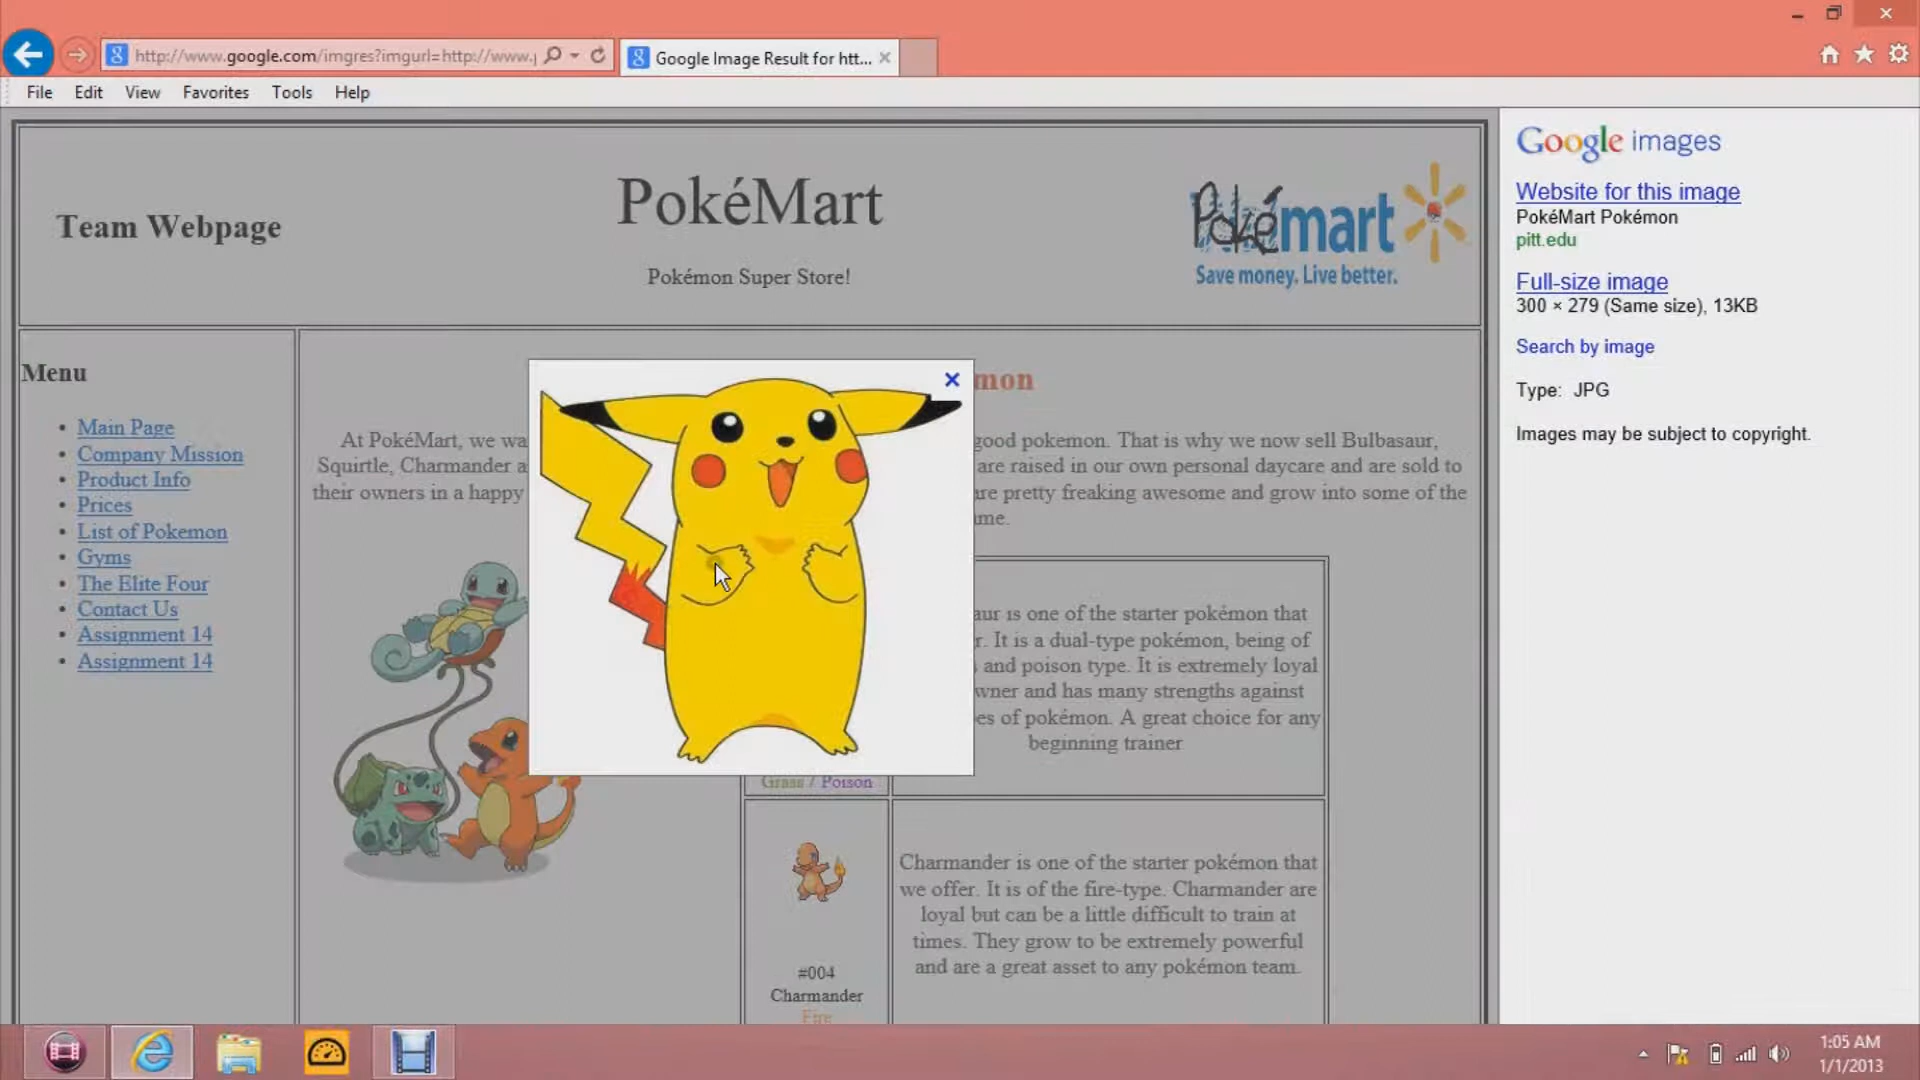 http://www.google.com/imgres?imgurl=http://www.
Google Image Result for htt...
File Edit View Favorites Tools Help
Team Webpage
PokéMart
Pokémon Super Store!
Pokémart
Save money. Live better.
Menu
Main Page
Company Mission
Product Info
Prices
List of Pokemon
Gyms
The Elite Four
Contact Us
Assignment 14
Assignment 14
mon
At PokéMart, we wa
good pokemon. That is why we now sell Bulbasaur,
Squirtle, Charmander a
are raised in our own personal daycare and are sold to
their owners in a happy
are pretty freaking awesome and grow into some of the
me.
aur is one of the starter pokémon that
r. It is a dual-type pokémon, being of
and poison type. It is extremely loyal
wner and has many strengths against
es of pokémon. A great choice for any
beginning trainer
Grass / Poison
Charmander is one of the starter pokémon that
we offer. It is of the fire-type. Charmander are
loyal but can be a little difficult to train at
times. They grow to be extremely powerful
and are a great asset to any pokémon team.
#004
Charmander
Fire
Google images
Website for this image
PokéMart Pokémon
pitt.edu
Full-size image
300 × 279 (Same size), 13KB
Search by image
Type: JPG
Images may be subject to copyright.
1:05 AM
1/1/2013